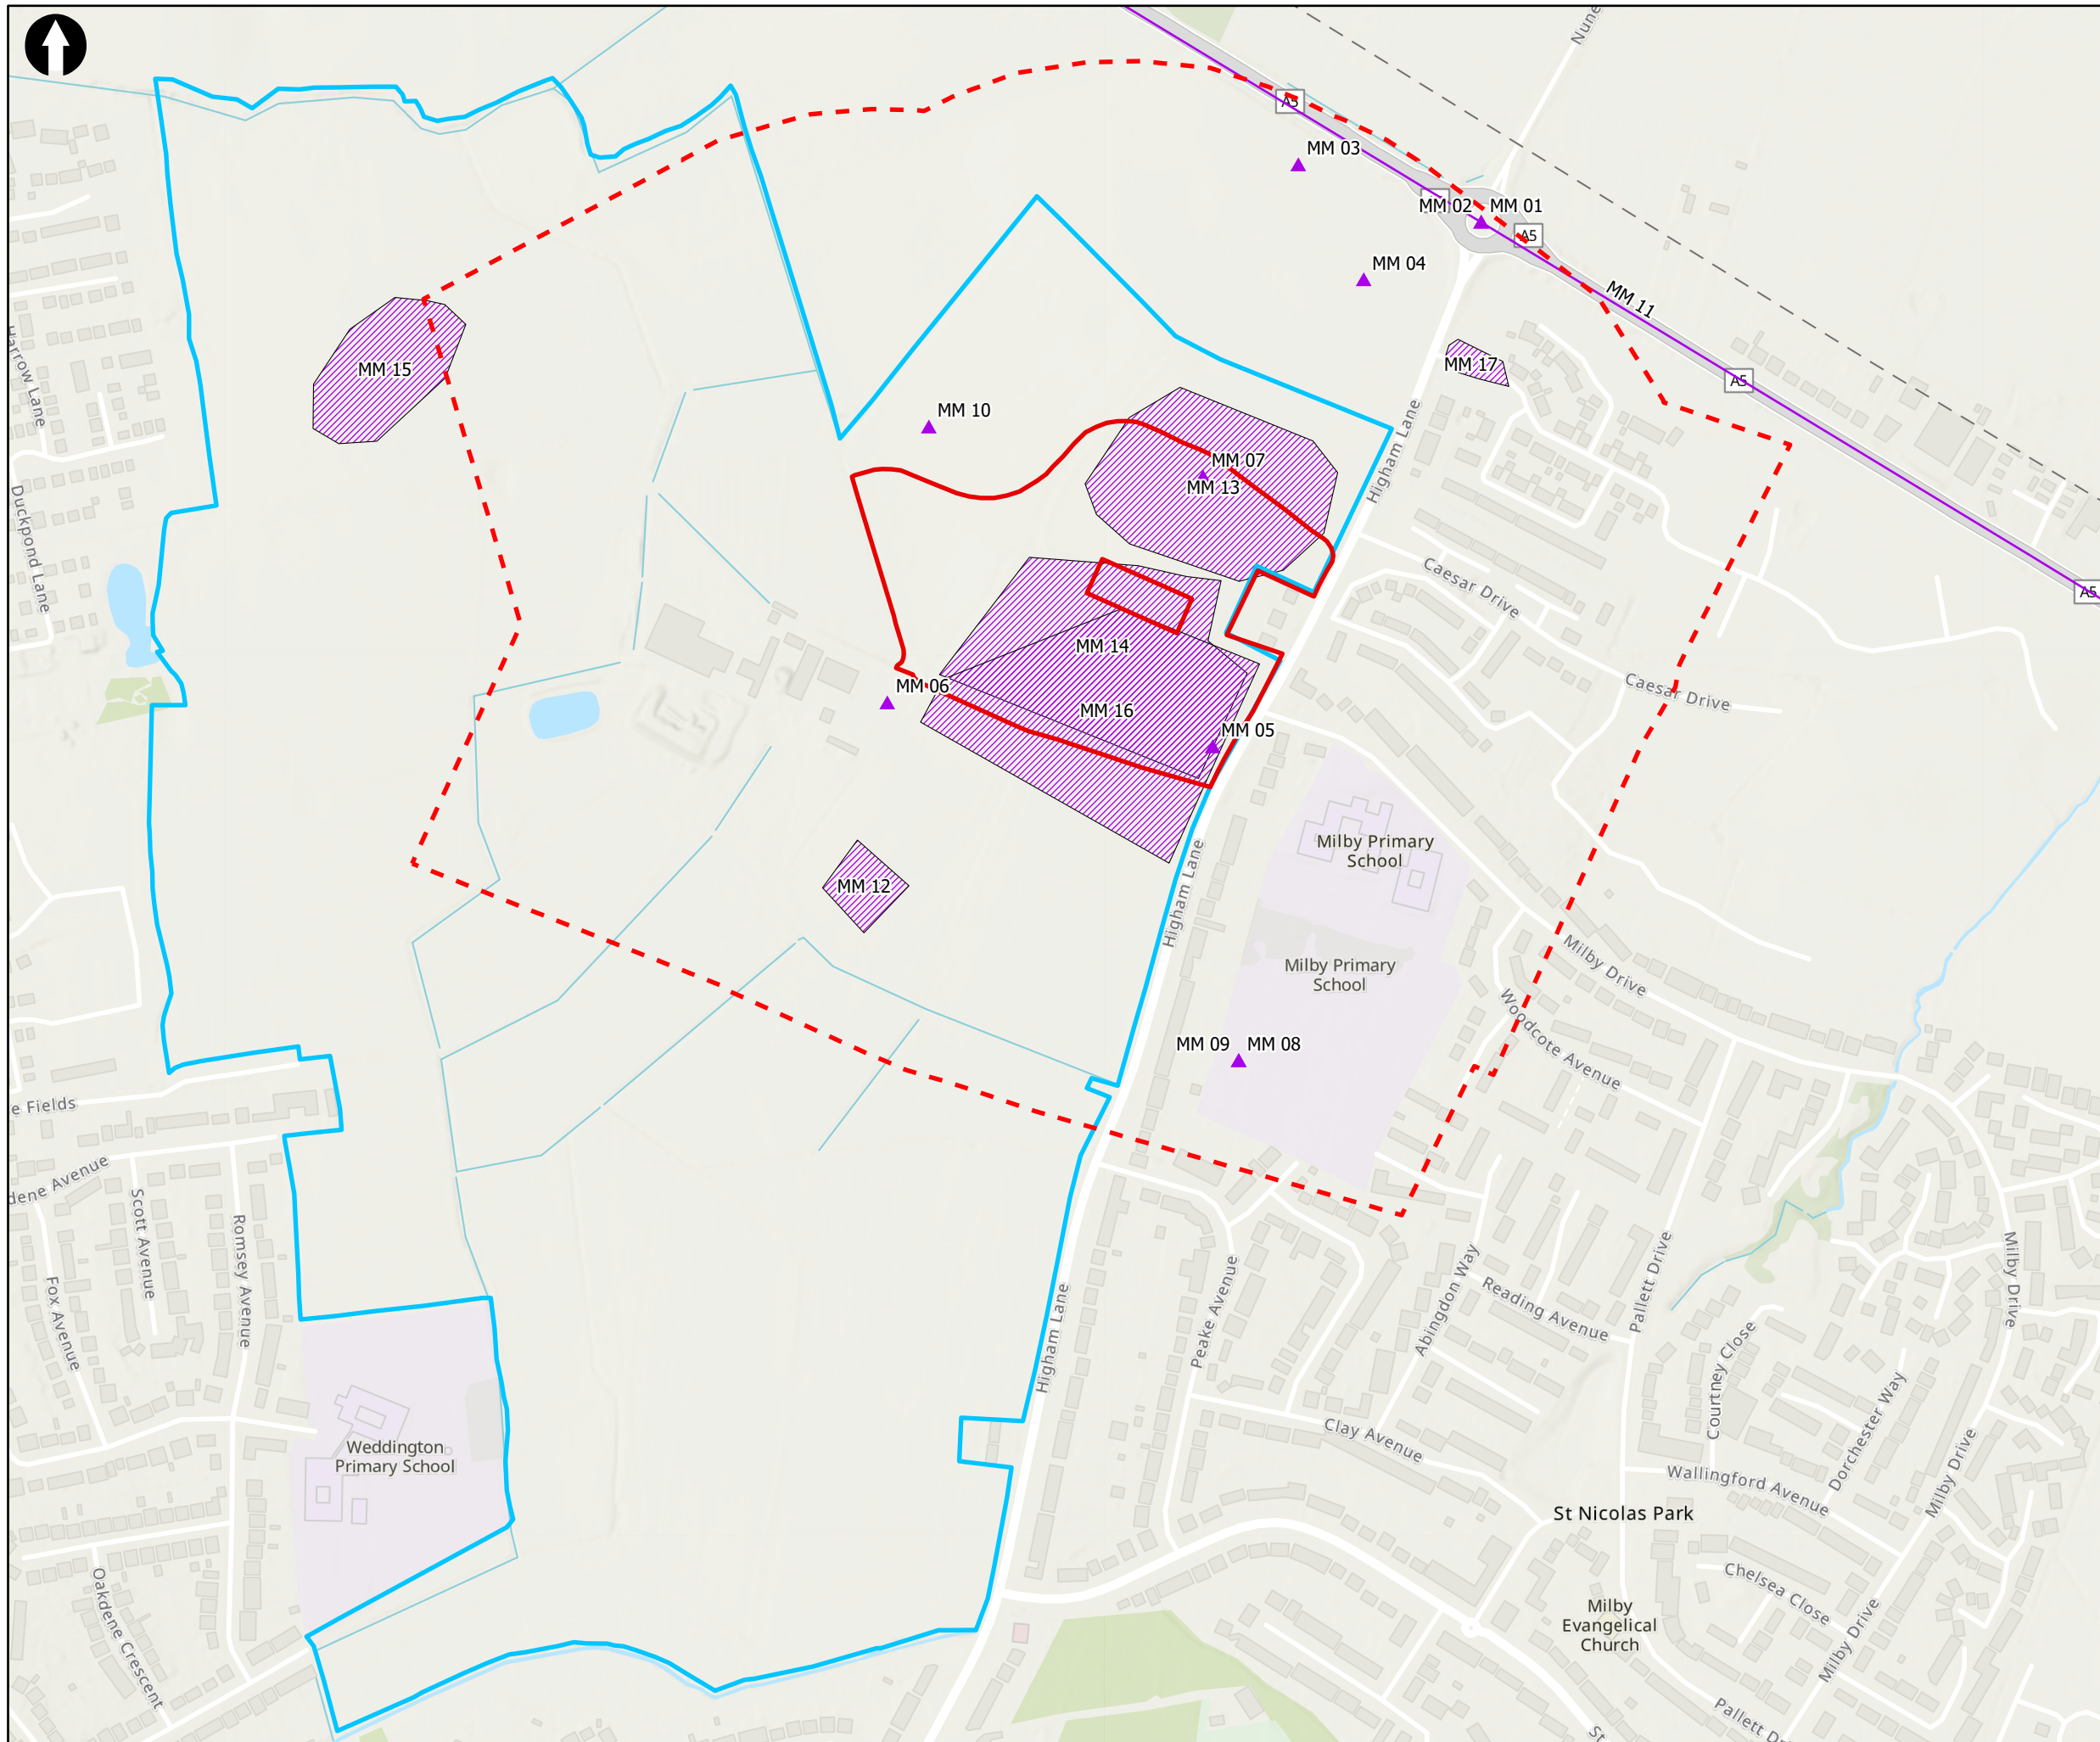 Nune
A5
MM 03
MM 02
MM 01
A5
MM 04
MM 11
MM 17
A5
MM 15
Harrow Lane
MM 10
Higham Lane
MM 07
MM 13
Duckpond Lane
Caesar Drive
A5
MM 14
MM 06
Caesar Drive
MM 16
MM 05
Milby Primary
School
MM 12
Higham Lane
Milby Drive
Milby Primary
School
Woodcote Avenue
MM 09
MM 08
e Fields
dene Avenue
Scott Avenue
Romsey Avenue
Fox Avenue
Higham Lane
Peake Avenue
Abingdon Way
Reading Avenue
Pallett Drive
Milby Drive
Courtney Close
Dorchester Way
Clay Avenue
Weddington
Primary School
Wallingford Avenue
Milby Drive
St Nicolas Park
Oakdene Crescent
Chelsea Close
Milby
Evangelical
Church
Milby Drive
Pallett Dr
St